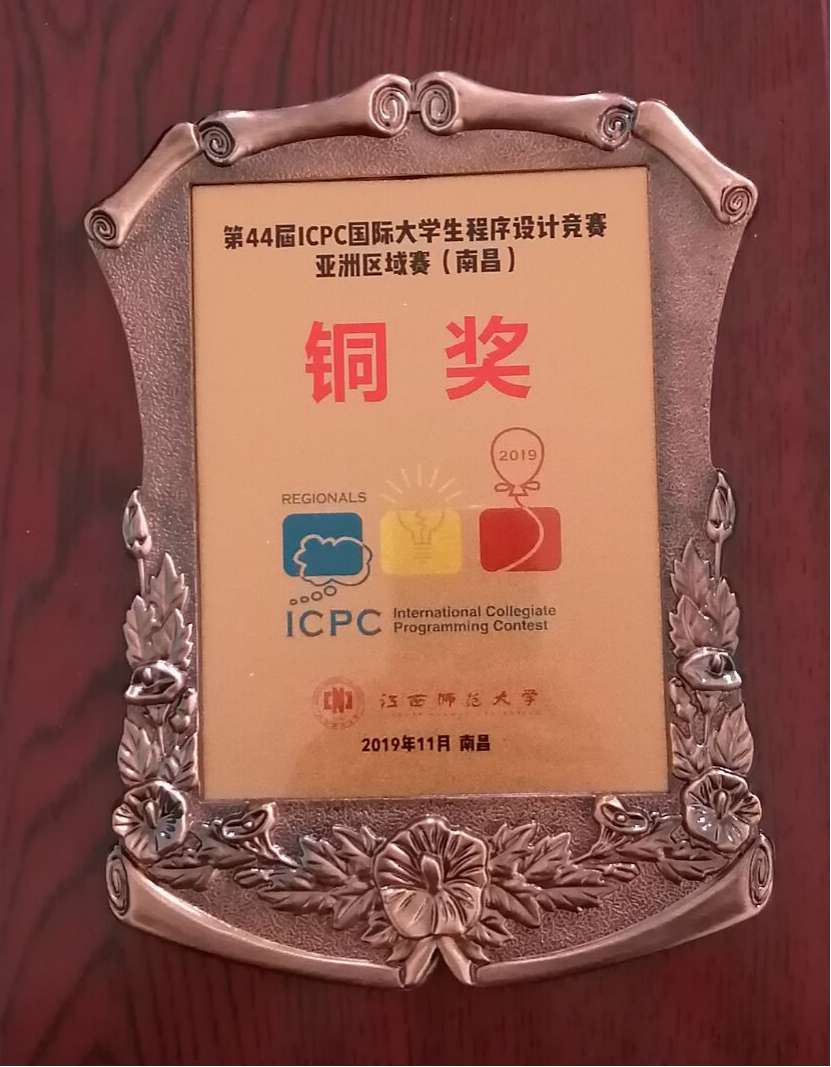 第44届ICPC国际大学生程序设计竞赛
亚洲区域赛（南昌）
铜 奖
2019
REGIONALS
ICPC
International Collegiate
Programming Contest
江西师范大学
2019年11月 南昌